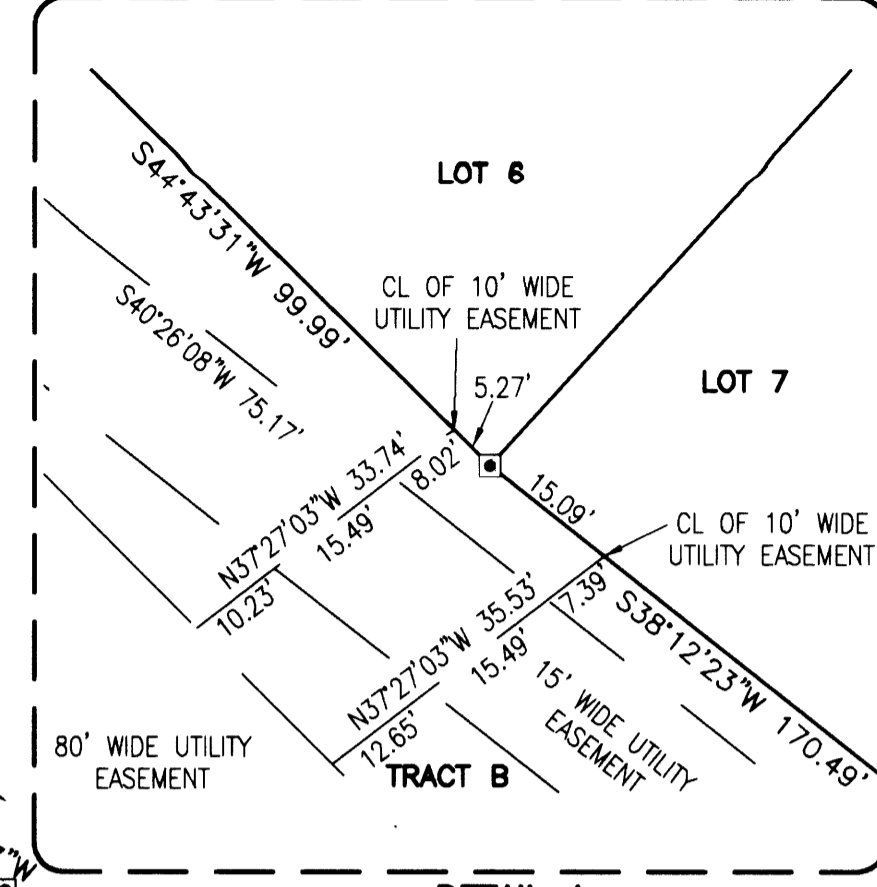 LOT 6
S44°43'31"W 99.99'
CL OF 10' WIDE
UTILITY EASEMENT
S40°26'08"W 75.17'
5.27'
LOT 7
N37°27'03"W 33.74'
8.02'
15.49'
10.23'
15.09'
CL OF 10' WIDE
UTILITY EASEMENT
N37°27'03"W 35.53'
7.39'
15.49'
12.65'
S38°12'23"W 170.49'
15' WIDE UTILITY
EASEMENT
80' WIDE UTILITY
EASEMENT
TRACT B